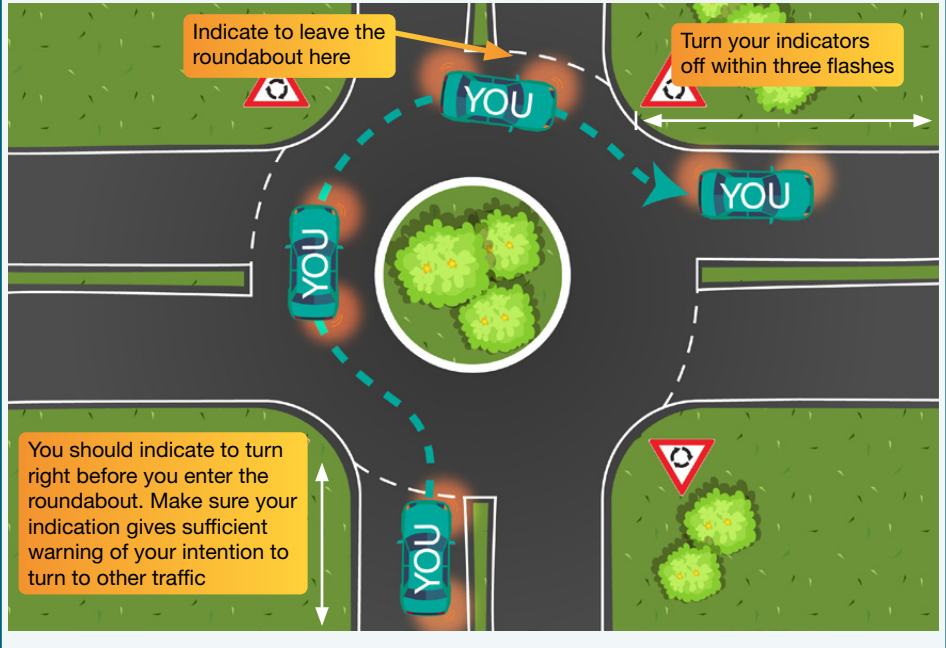 Indicate to leave the
roundabout here
Turn your indicators
off within three flashes
YOU
YOU
YOU
You should indicate to turn
right before you enter the
roundabout. Make sure your
indication gives sufficient
warning of your intention to
turn to other traffic
YOU